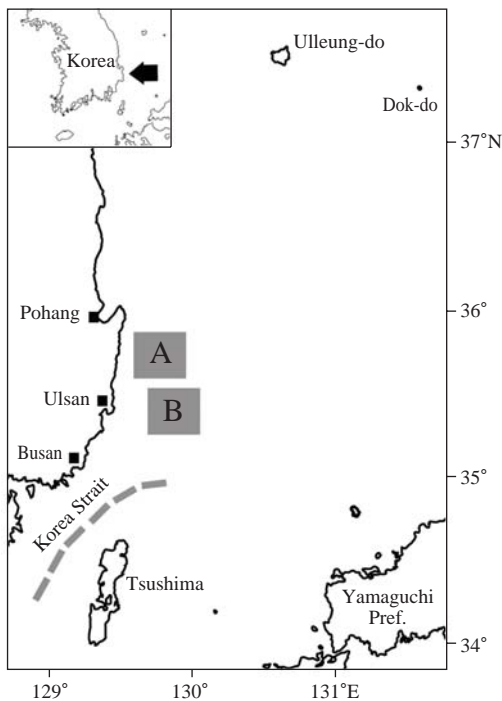 Korea
Ulleung-do
Dok-do
37°N
Pohang
36°
A
Ulsan
B
Busan
35°
Korea Strait
Tsushima
Yamaguchi
Pref.
34°
129°
130°
131°E